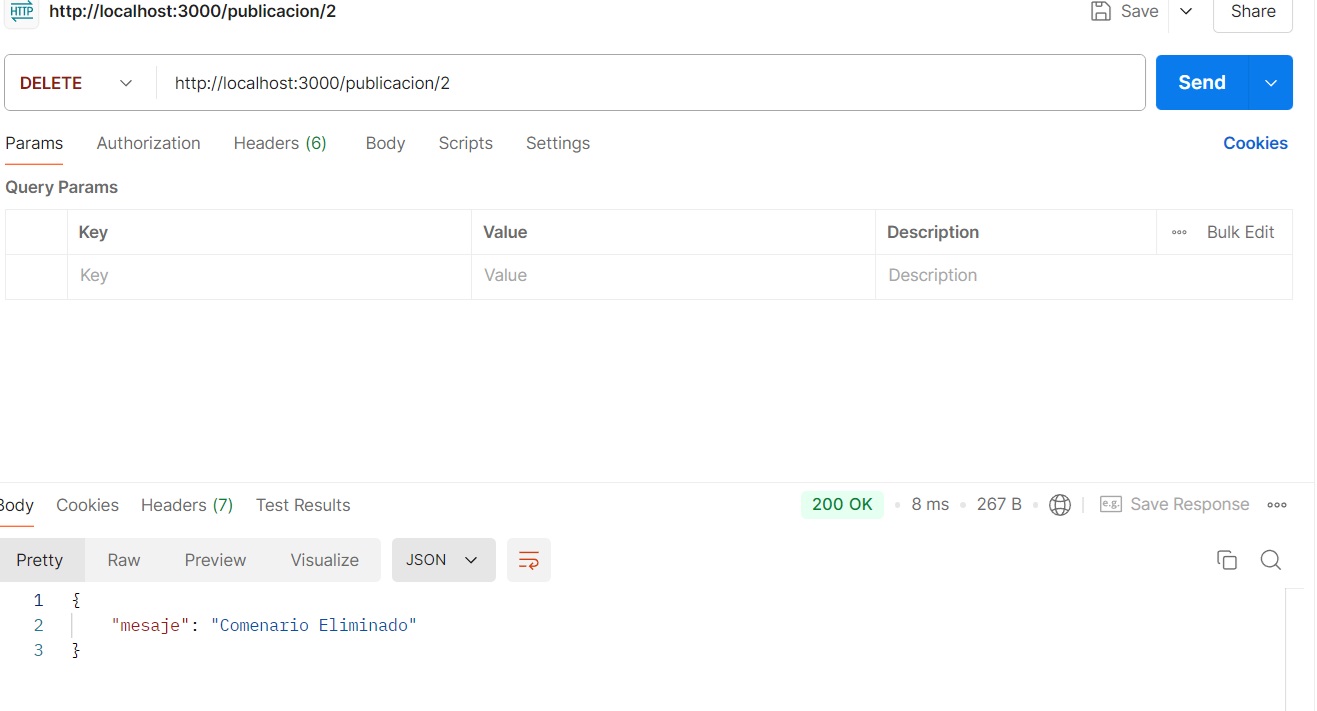 HTTP http://localhost:3000/publicacion/2 Save Share
DELETE http://localhost:3000/publicacion/2 Send
Params Authorization Headers (6) Body Scripts Settings Cookies
Query Params
Key Value Description Bulk Edit
Key Value Description
Body Cookies Headers (7) Test Results 200 OK 8 ms 267 B e.g. Save Response
Pretty Raw Preview Visualize JSON
1 {
2 "mesaje": "Comenario Eliminado"
3 }